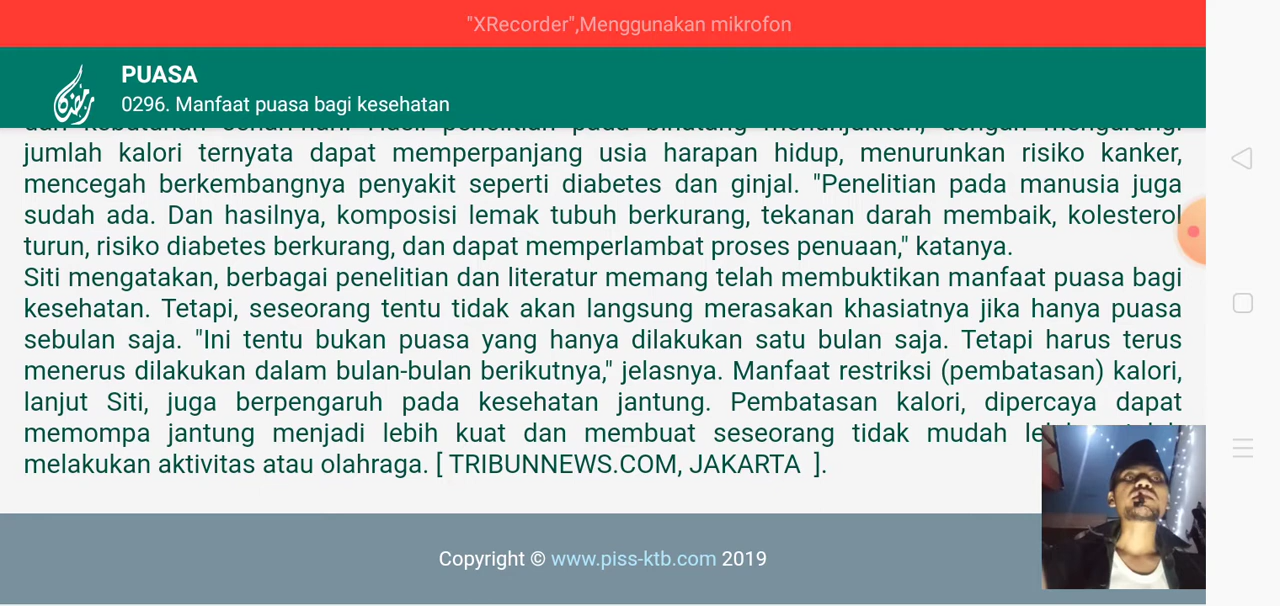 "XRecorder",Menggunakan mikrofon
PUASA
0296. Manfaat puasa bagi kesehatan
jumlah kalori ternyata dapat memperpanjang usia harapan hidup, menurunkan risiko kanker,
mencegah berkembangnya penyakit seperti diabetes dan ginjal. "Penelitian pada manusia juga
sudah ada. Dan hasilnya, komposisi lemak tubuh berkurang, tekanan darah membaik, kolesterol
turun, risiko diabetes berkurang, dan dapat memperlambat proses penuaan," katanya.
Siti mengatakan, berbagai penelitian dan literatur memang telah membuktikan manfaat puasa bagi
kesehatan. Tetapi, seseorang tentu tidak akan langsung merasakan khasiatnya jika hanya puasa
sebulan saja. "Ini tentu bukan puasa yang hanya dilakukan satu bulan saja. Tetapi harus terus
menerus dilakukan dalam bulan-bulan berikutnya," jelasnya. Manfaat restriksi (pembatasan) kalori,
lanjut Siti, juga berpengaruh pada kesehatan jantung. Pembatasan kalori, dipercaya dapat
memompa jantung menjadi lebih kuat dan membuat seseorang tidak mudah
melakukan aktivitas atau olahraga. [ TRIBUNNEWS.COM, JAKARTA ].
Copyright © www.piss-ktb.com 2019